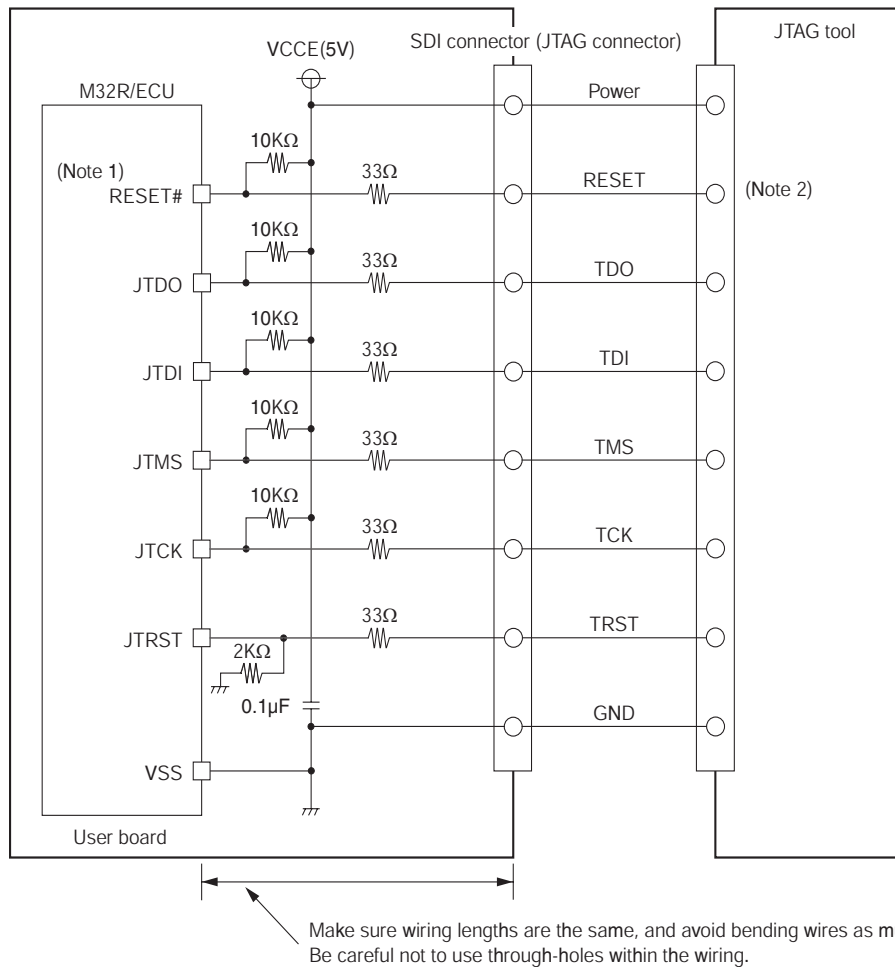 VCCE(5V)
SDI connector (JTAG connector)
JTAG tool
M32R/ECU
Power
10KΩ
(Note 1)
RESET#
33Ω
RESET
(Note 2)
10KΩ
JTDO
33Ω
TDO
10KΩ
JTDI
33Ω
TDI
10KΩ
JTMS
33Ω
TMS
10KΩ
JTCK
33Ω
TCK
JTRST
33Ω
TRST
2KΩ
0.1µF
GND
VSS
User board
Make sure wiring lengths are the same, and avoid bending wires as m
Be careful not to use through-holes within the wiring.